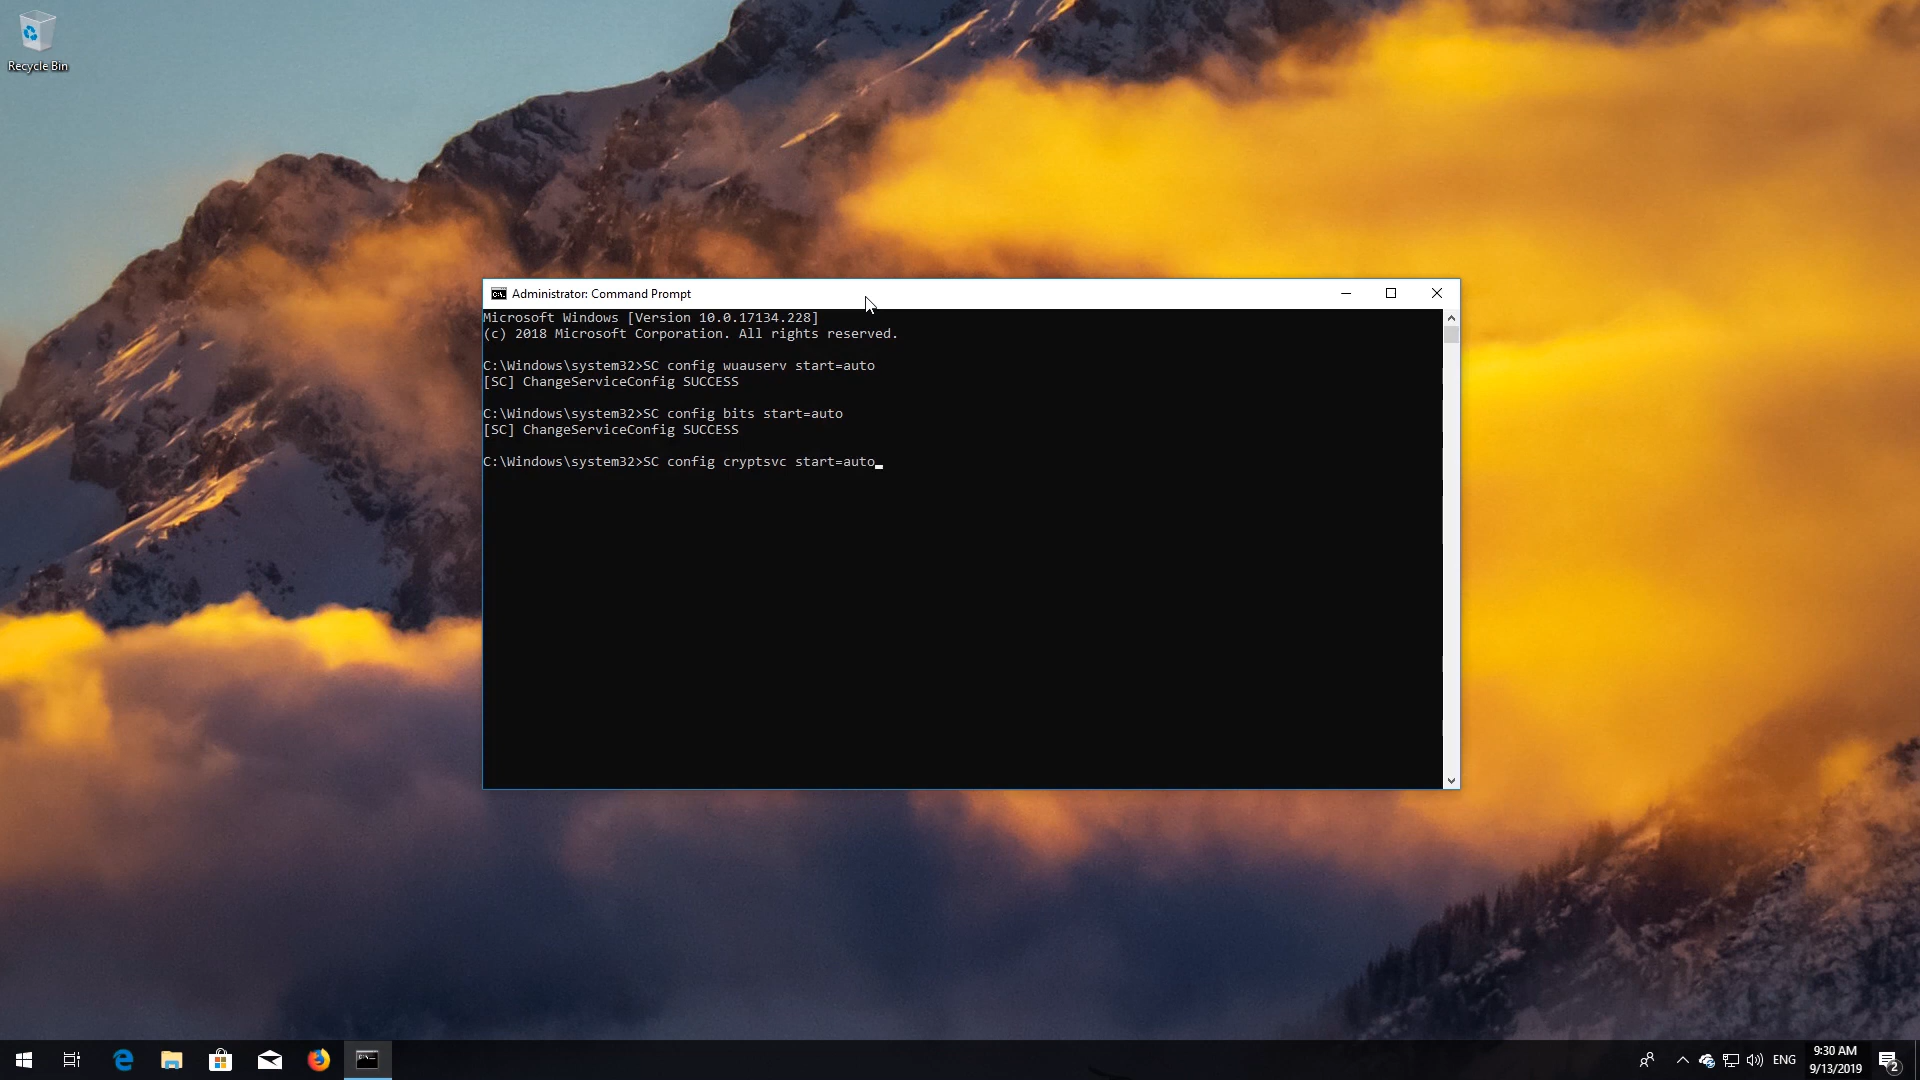 Recycle Bin
Administrator: Command Prompt
Microsoft Windows [Version 10.0.17134.228]
(c) 2018 Microsoft Corporation. All rights reserved.
C:\Windows\system32>SC config wuauserv start=auto
[SC] ChangeServiceConfig SUCCESS
C:\Windows\system32>SC config bits start=auto
[SC] ChangeServiceConfig SUCCESS
C:\Windows\system32>SC config cryptsvc start=auto
ENG
9:30 AM
9/13/2019
2